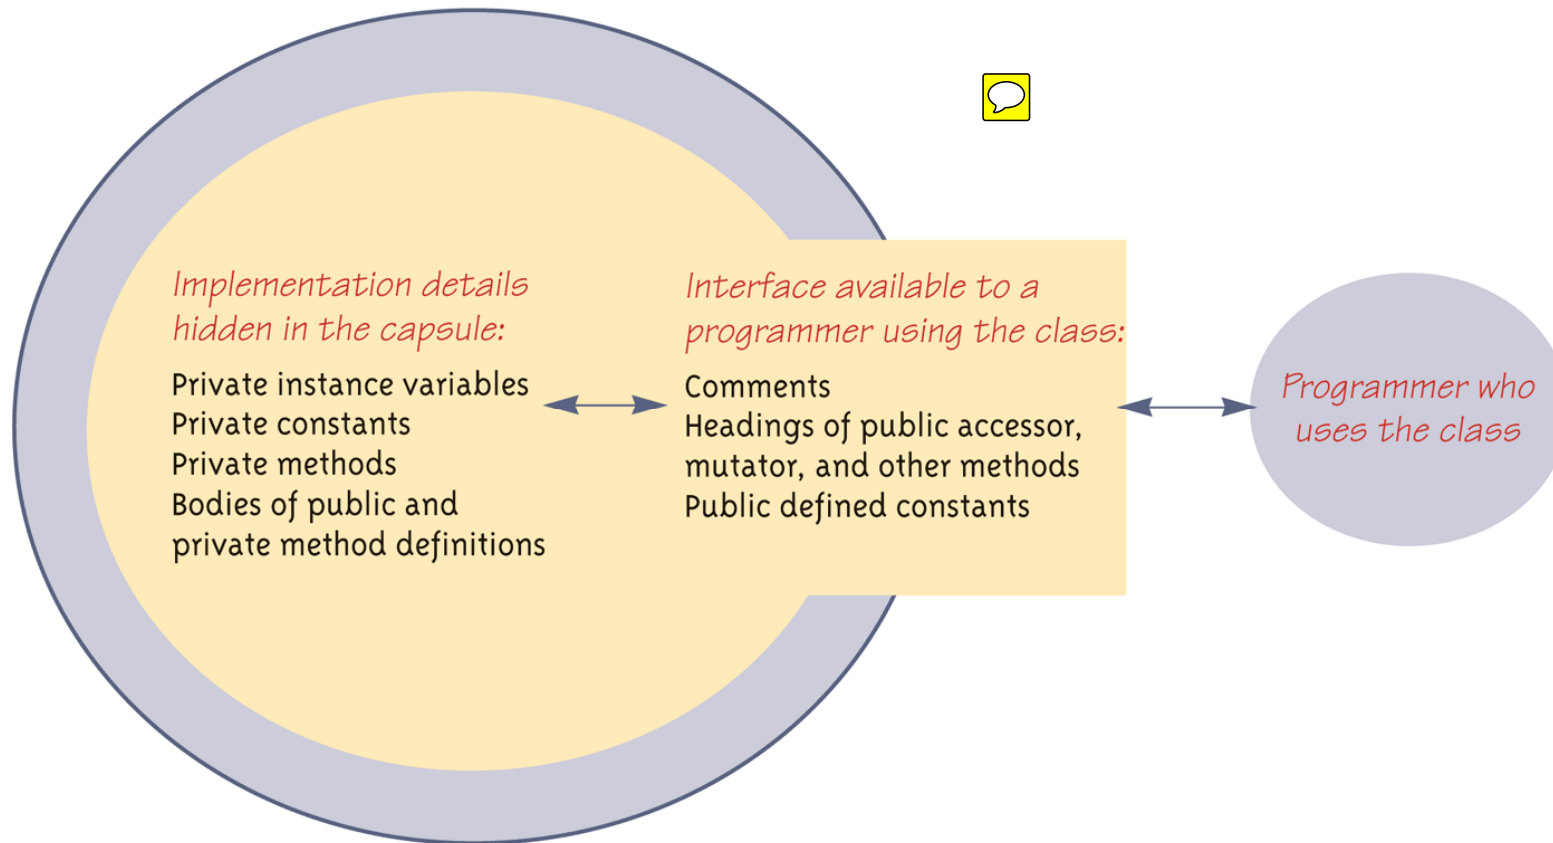 Implementation details
hidden in the capsule:
Private instance variables
Private constants
Private methods
Bodies of public and
private method definitions
Interface available to a
programmer using the class:
Comments
Headings of public accessor,
mutator, and other methods
Public defined constants
Programmer who
uses the class